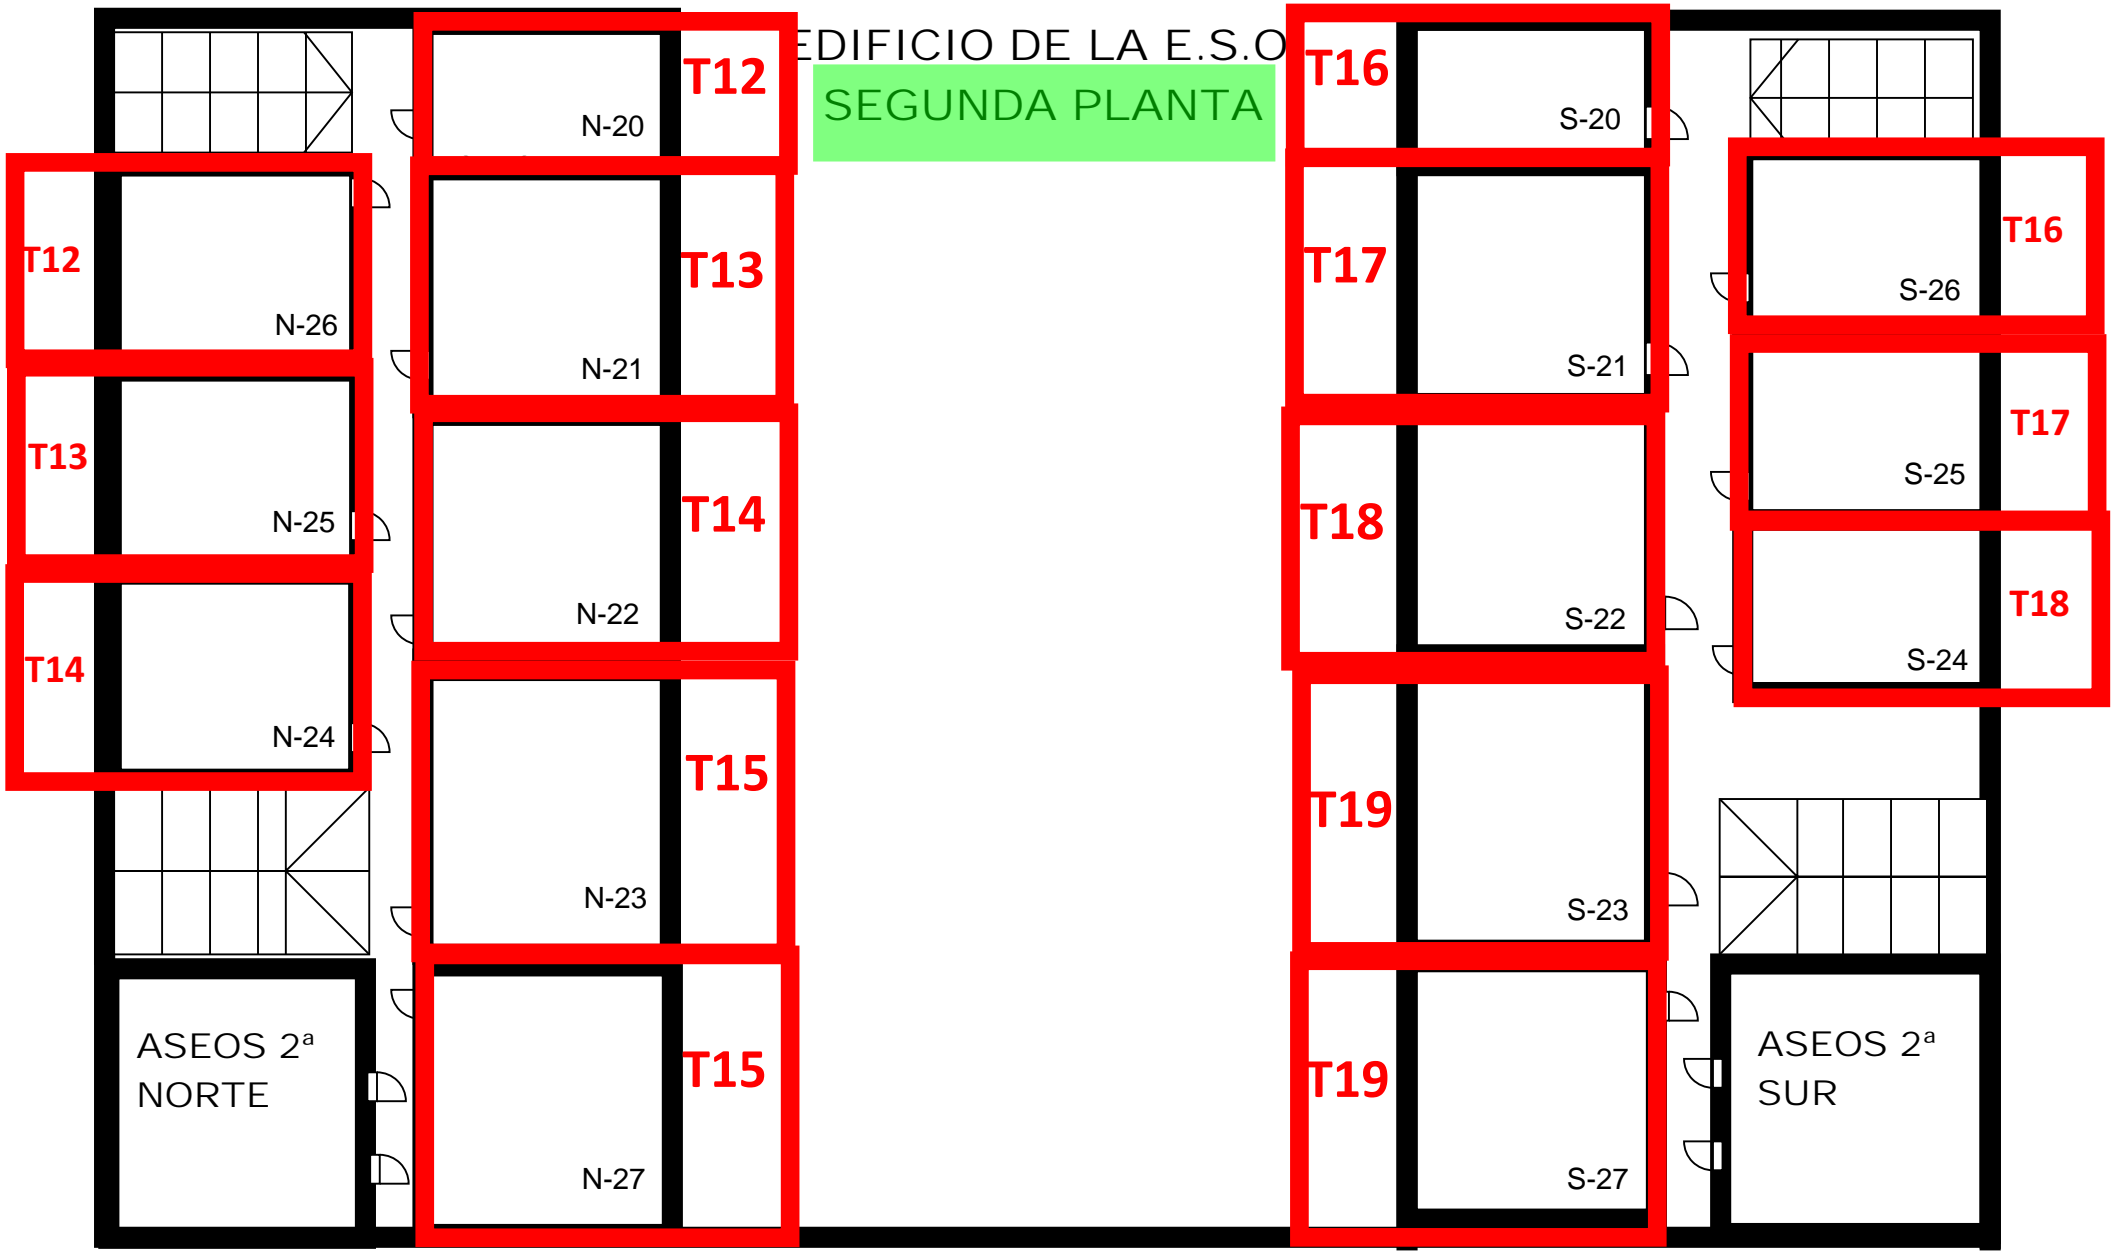 EDIFICIO DE LA E.S.O
SEGUNDA PLANTA
T12
N-20
T16
S-20
T12
N-26
T13
N-21
T17
S-21
T16
S-26
T13
N-25
T14
N-22
T18
S-22
T17
S-25
T14
N-24
T15
N-23
T19
S-23
T18
S-24
ASEOS 2ª
NORTE
T15
N-27
T19
S-27
ASEOS 2ª
SUR